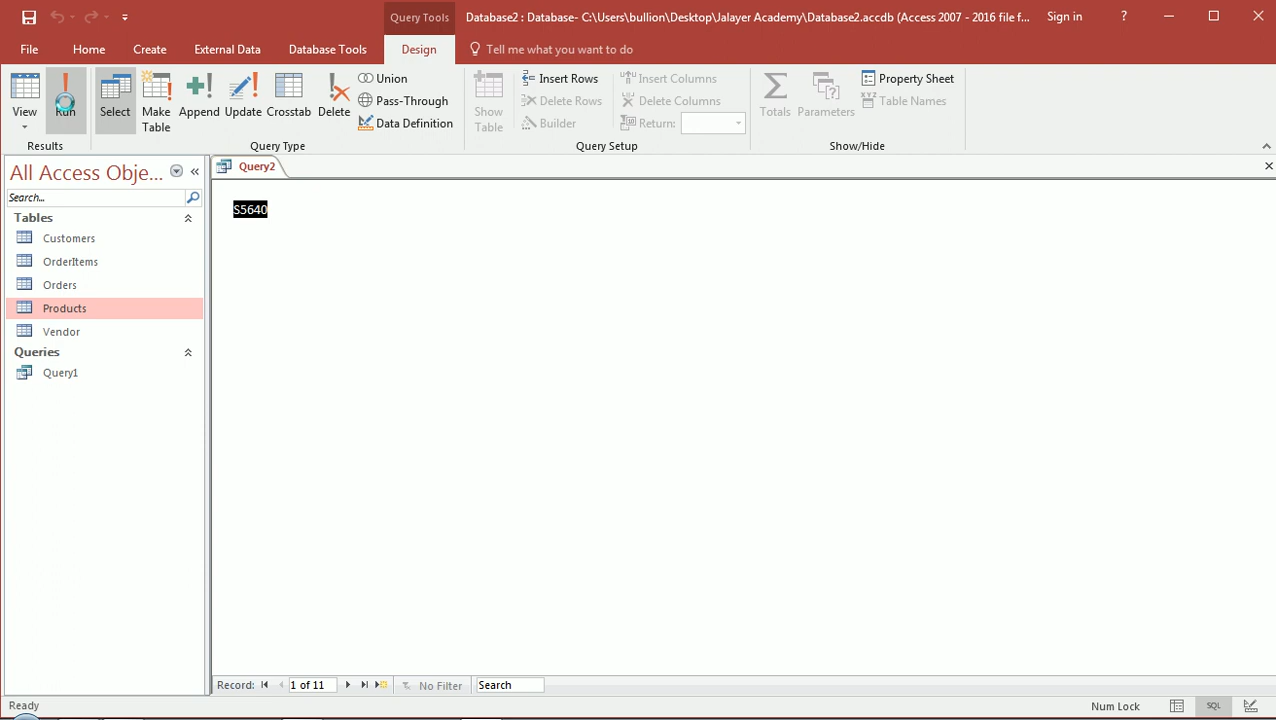 Query Tools
Database2 : Database- C:\Users\bullion\Desktop\Jalayer Academy\Database2.accdb (Access 2007 - 2016 file f...
Sign in
?
File
Home
Create
External Data
Database Tools
Design
Tell me what you want to do
View
Run
Select
Make Table
Append
Update
Crosstab
Delete
Union
Pass-Through
Data Definition
Show Table
Insert Rows
Delete Rows
Builder
Insert Columns
Delete Columns
Return:
Totals
Parameters
Property Sheet
XYZ Table Names
Results
Query Type
Query Setup
Show/Hide
All Access Obje...
Search...
Tables
Customers
OrderItems
Orders
Products
Vendor
Queries
Query1
Query2
S5640
Record:
1 of 11
No Filter
Search
Ready
Num Lock
SQL